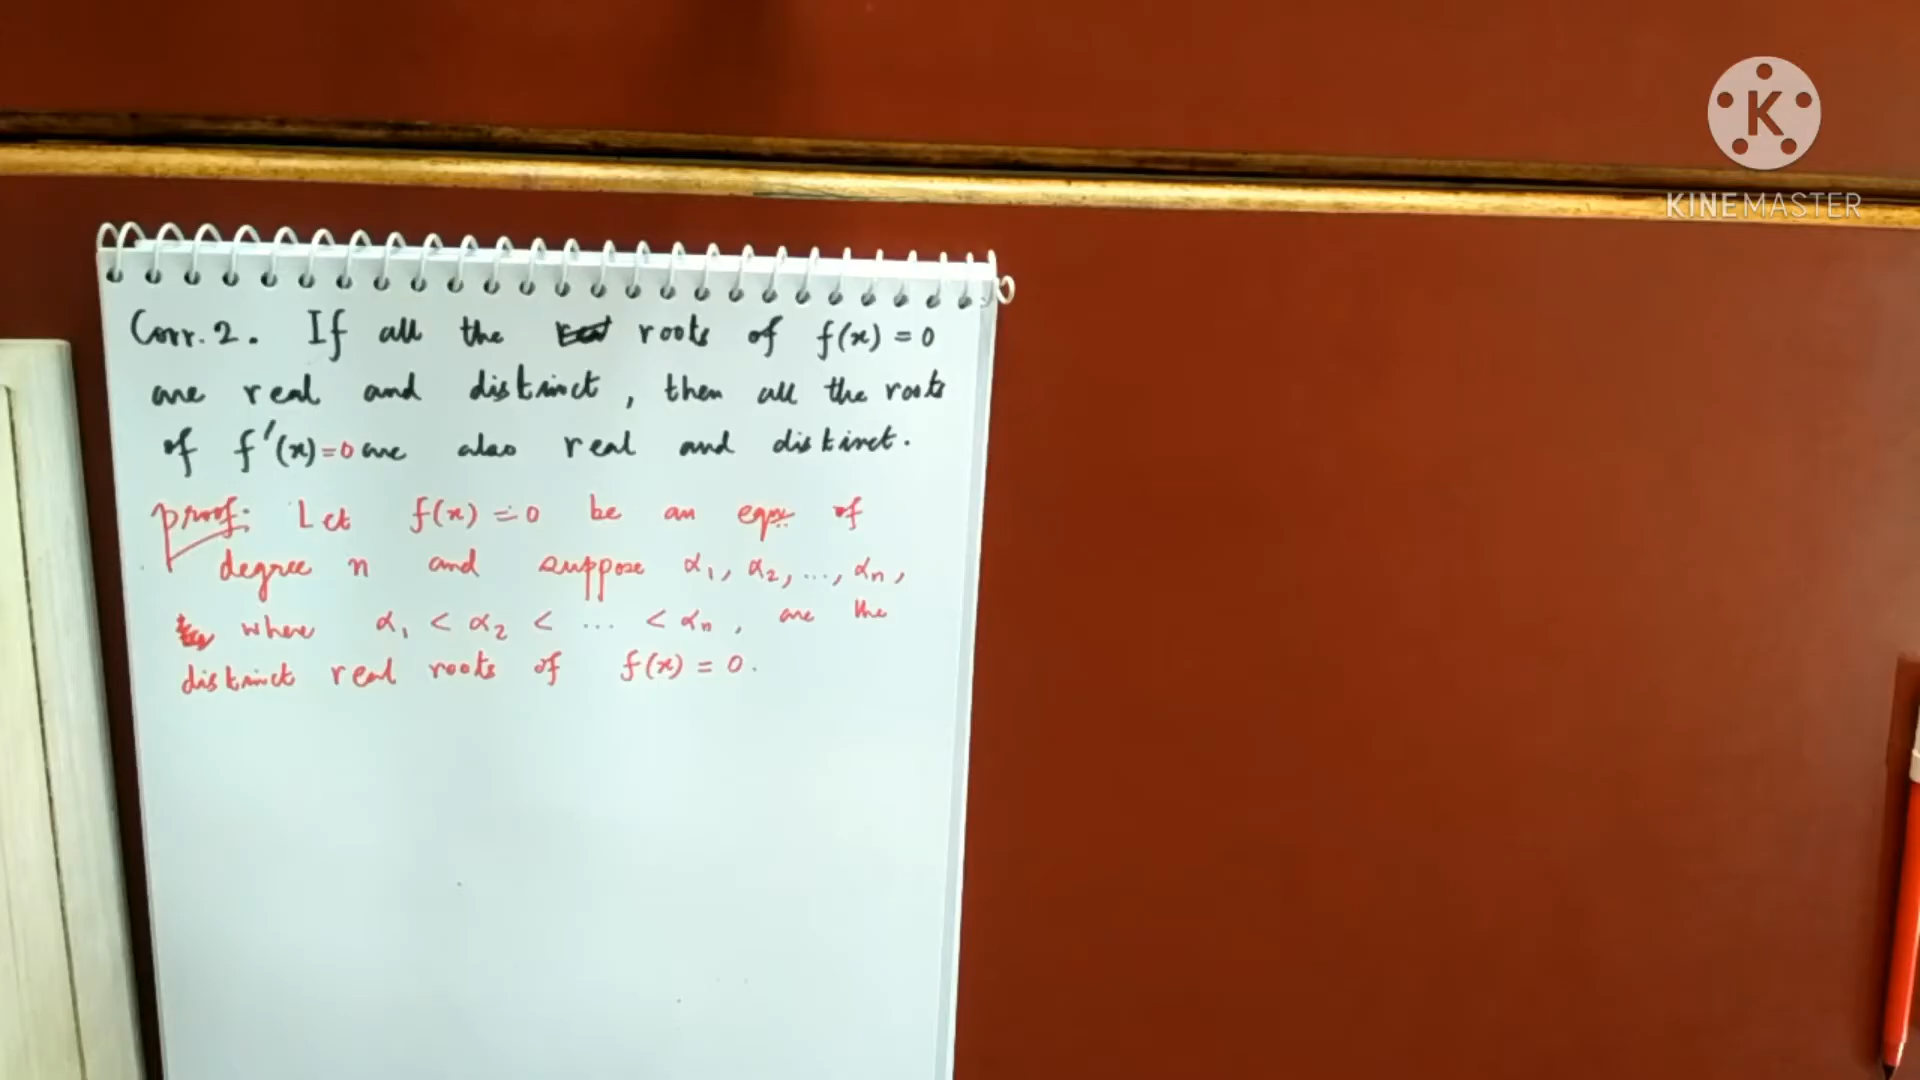 KINEMASTER
Corr. 2. If all the roots of f(x) = 0
are real and distinct, then all the roots
of f'(x) = 0 are also real and distinct.
Proof: Let f(x) = 0 be an eqn. of
degree n and suppose α₁, α₂, ..., αₙ,
where α₁ < α₂ < ... < αₙ, are the
distinct real roots of f(x) = 0.